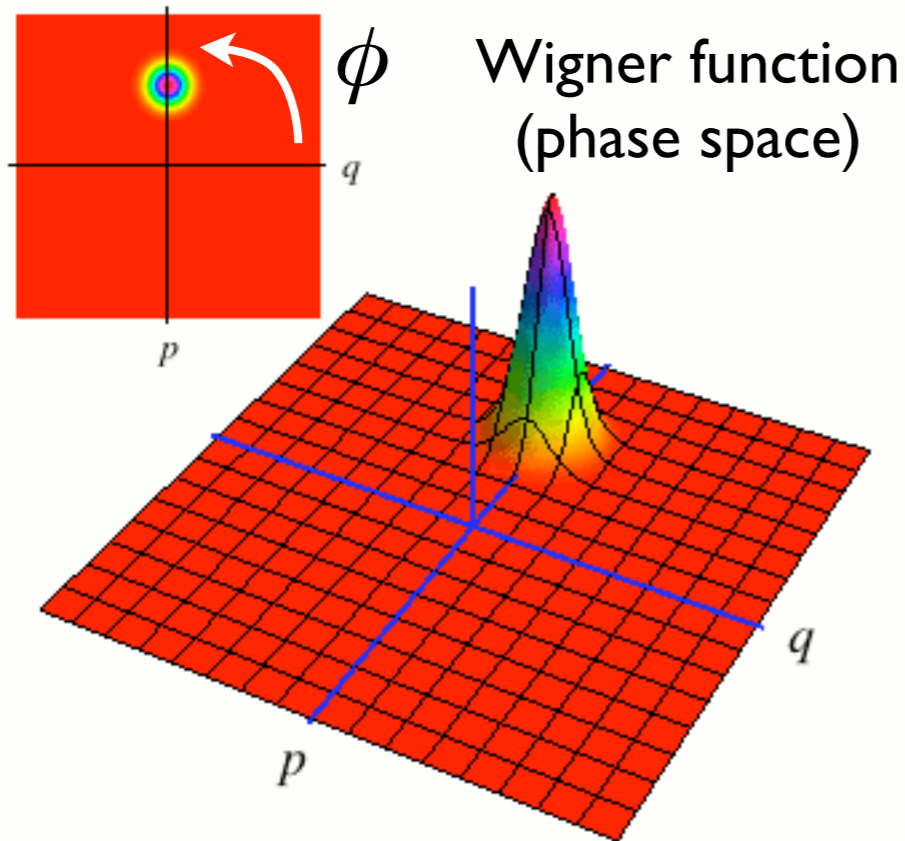 ϕ
Wigner function
(phase space)
q
p
q
p